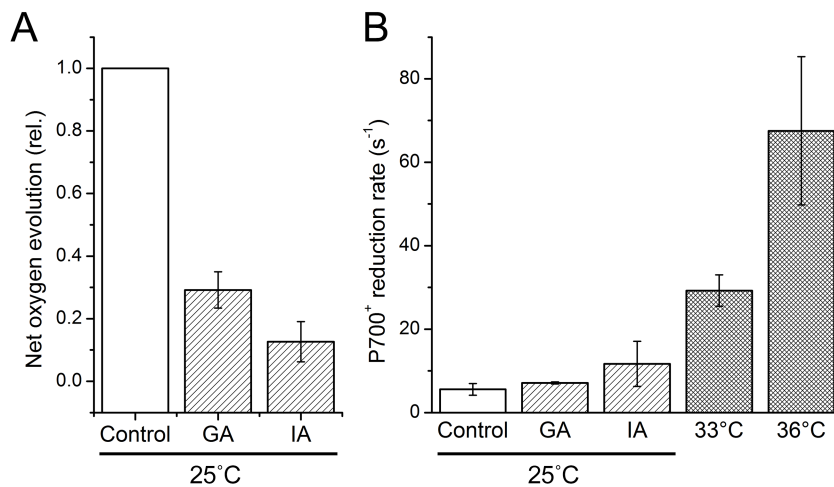 A
Net oxygen evolution (rel.)
1.0
0.8
0.6
0.4
0.2
0.0
Control GA IA
25°C
B
P700⁺ reduction rate (s⁻¹)
80
60
40
20
0
Control GA IA 33°C 36°C
25°C